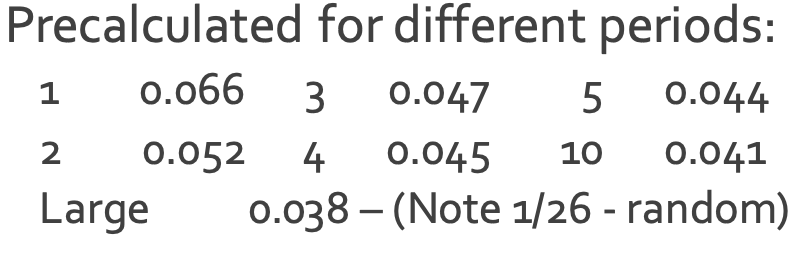 Precalculated for different periods:
1 0.066 3 0.047 5 0.044
2 0.052 4 0.045 10 0.041
Large 0.038 – (Note 1/26 - random)